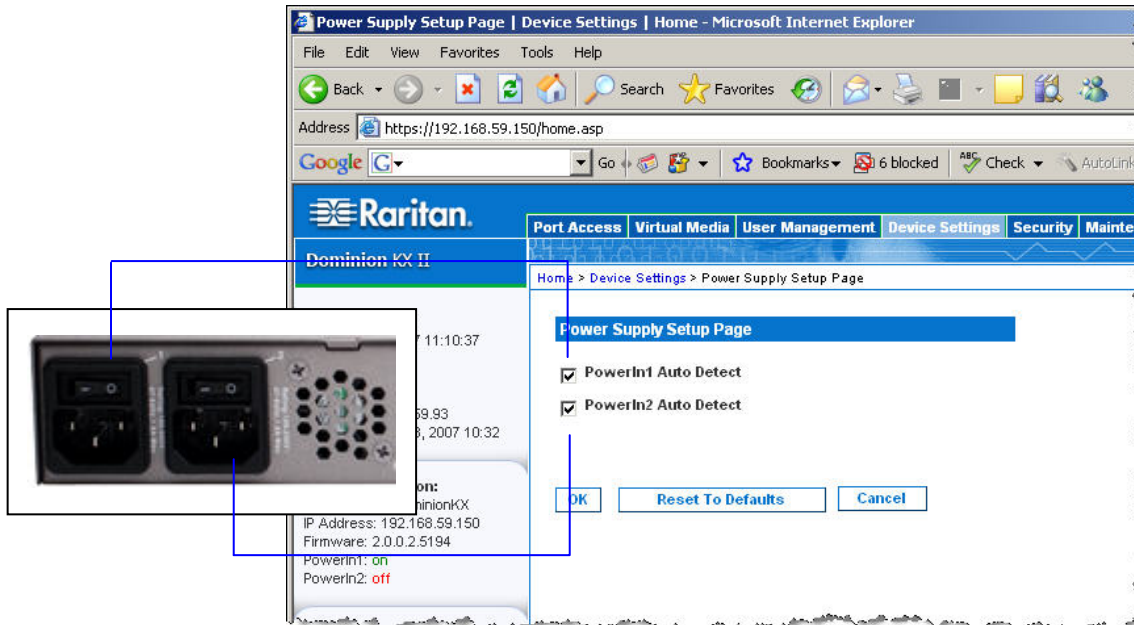 Power Supply Setup Page | Device Settings | Home - Microsoft Internet Explorer
File Edit View Favorites Tools Help
Back Search Favorites
Address https://192.168.59.150/home.asp
Google G Go Bookmarks 6 blocked ABC Check AutoLink
Raritan.
Port Access Virtual Media User Management Device Settings Security Mainte
Dominion KX II
Home > Device Settings > Power Supply Setup Page
Power Supply Setup Page
11:10:37
PowerIn1 Auto Detect
PowerIn2 Auto Detect
59.93
, 2007 10:32
on:
OK Reset To Defaults Cancel
minionKX
IP Address: 192.168.59.150
Firmware: 2.0.0.2.5194
PowerIn1: on
PowerIn2: off